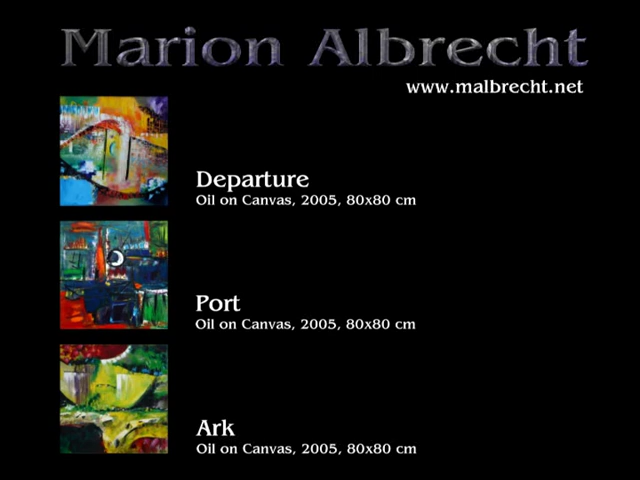 Marion Albrecht
www.malbrecht.net
Departure
Oil on Canvas, 2005, 80x80 cm
Port
Oil on Canvas, 2005, 80x80 cm
Ark
Oil on Canvas, 2005, 80x80 cm